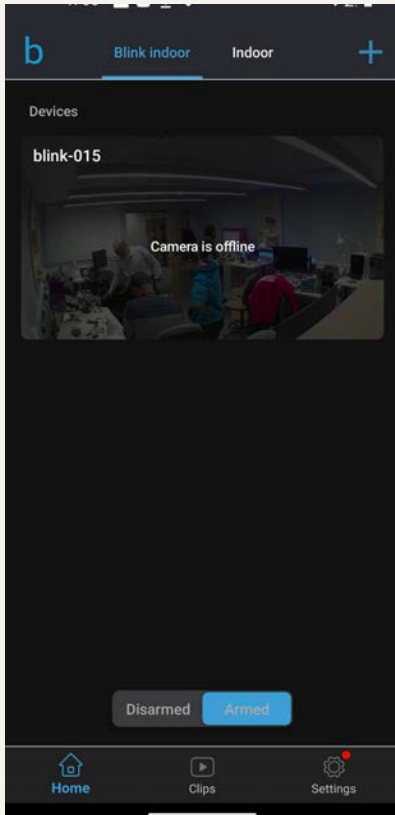 b
Blink indoor
Indoor
+
Devices
blink-015
Camera is offline
Disarmed
Armed
Home
Clips
Settings